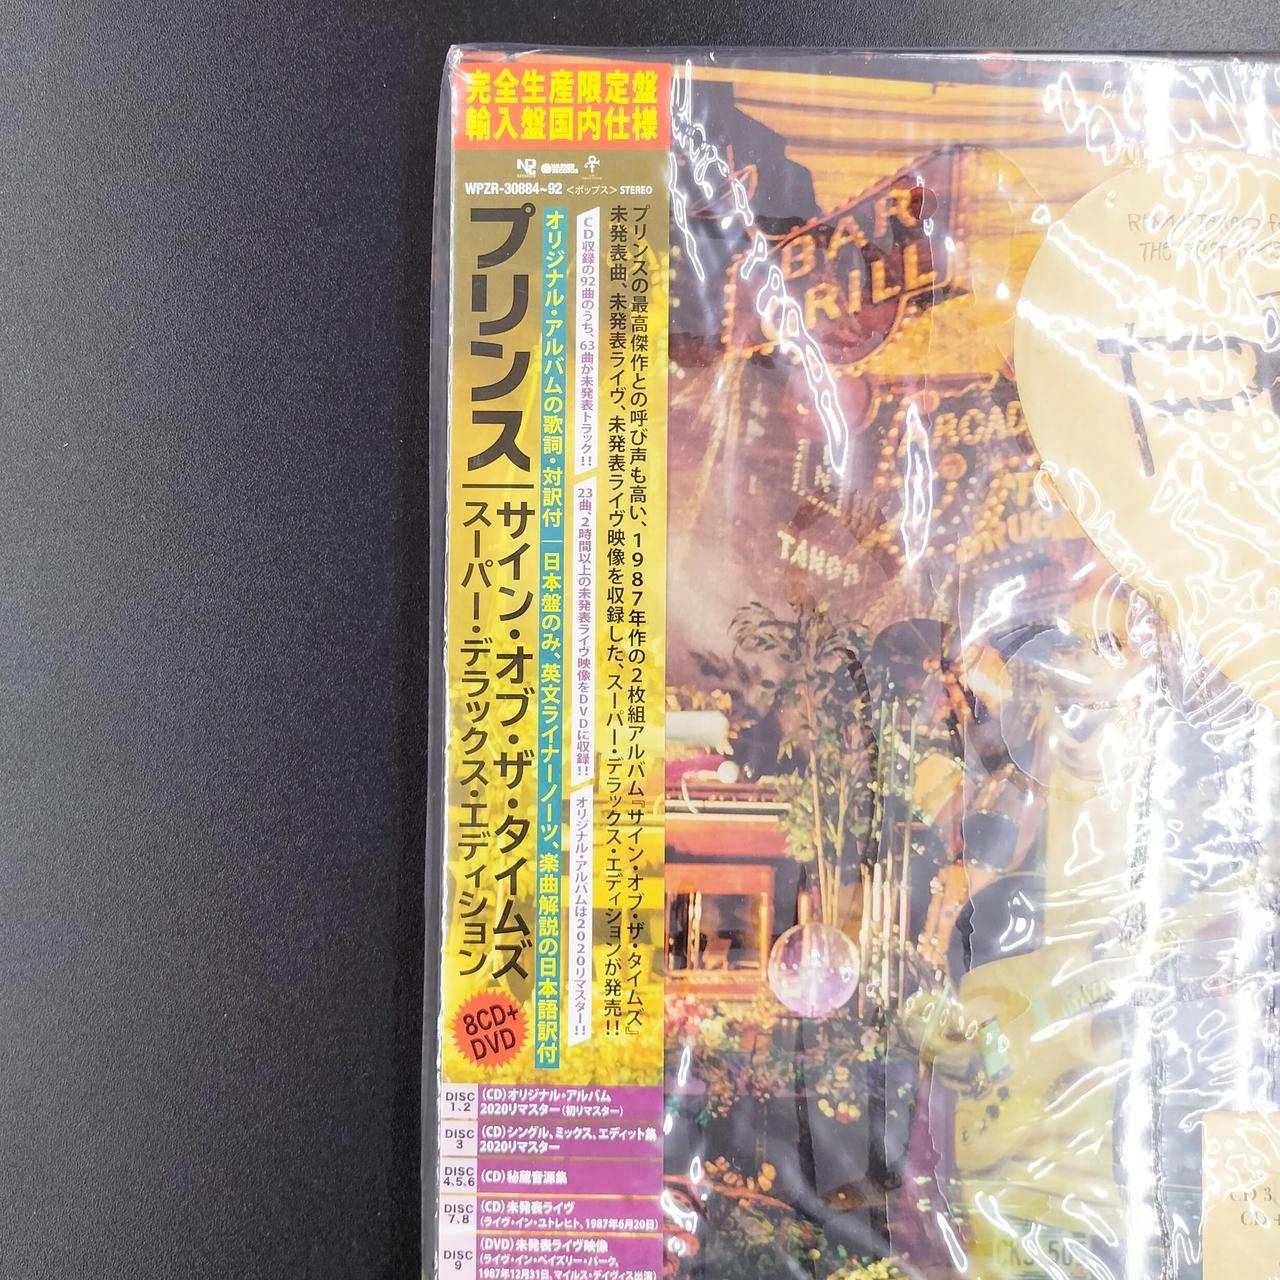 完全生産限定盤
輸入盤国内仕様
WPZR-30884~92 <ポップス> STEREO
プリンスの最高傑作との呼び声も高い、1987年作の2枚組アルバム『サイン・オブ・ザ・タイムズ』
未発表曲、未発表ライヴ、未発表ライヴ映像を収録した、スーパー・デラックス・エディションが発売!!
CD収録の92曲のうち、63曲が未発表トラック!!
23曲、2時間以上の未発表ライヴ映像をDVDに収録!!
オリジナル・アルバムは2020リマスター!!
オリジナル・アルバムの歌詞・対訳付｜日本盤のみ、英文ライナーノーツ、楽曲解説の日本語訳付
プリンス
サイン・オブ・ザ・タイムズ
スーパー・デラックス・エディション
8CD+
DVD
DISC 1、2
(CD)オリジナル・アルバム
2020リマスター(初リマスター)
DISC 3
(CD)シングル、ミックス、エディット集
2020リマスター
DISC 4、5、6
(CD)秘蔵音源集
DISC 7、8
(CD)未発表ライヴ
(ライヴ・イン・ユトレヒト、1987年6月20日)
DISC 9
(DVD)未発表ライヴ映像
(ライヴ・イン・ペイズリー・パーク、
1987年12月31日、マイルス・デイヴィス出演)
BAR
GRILL
ARCAD
DRUG
CD 3
CD